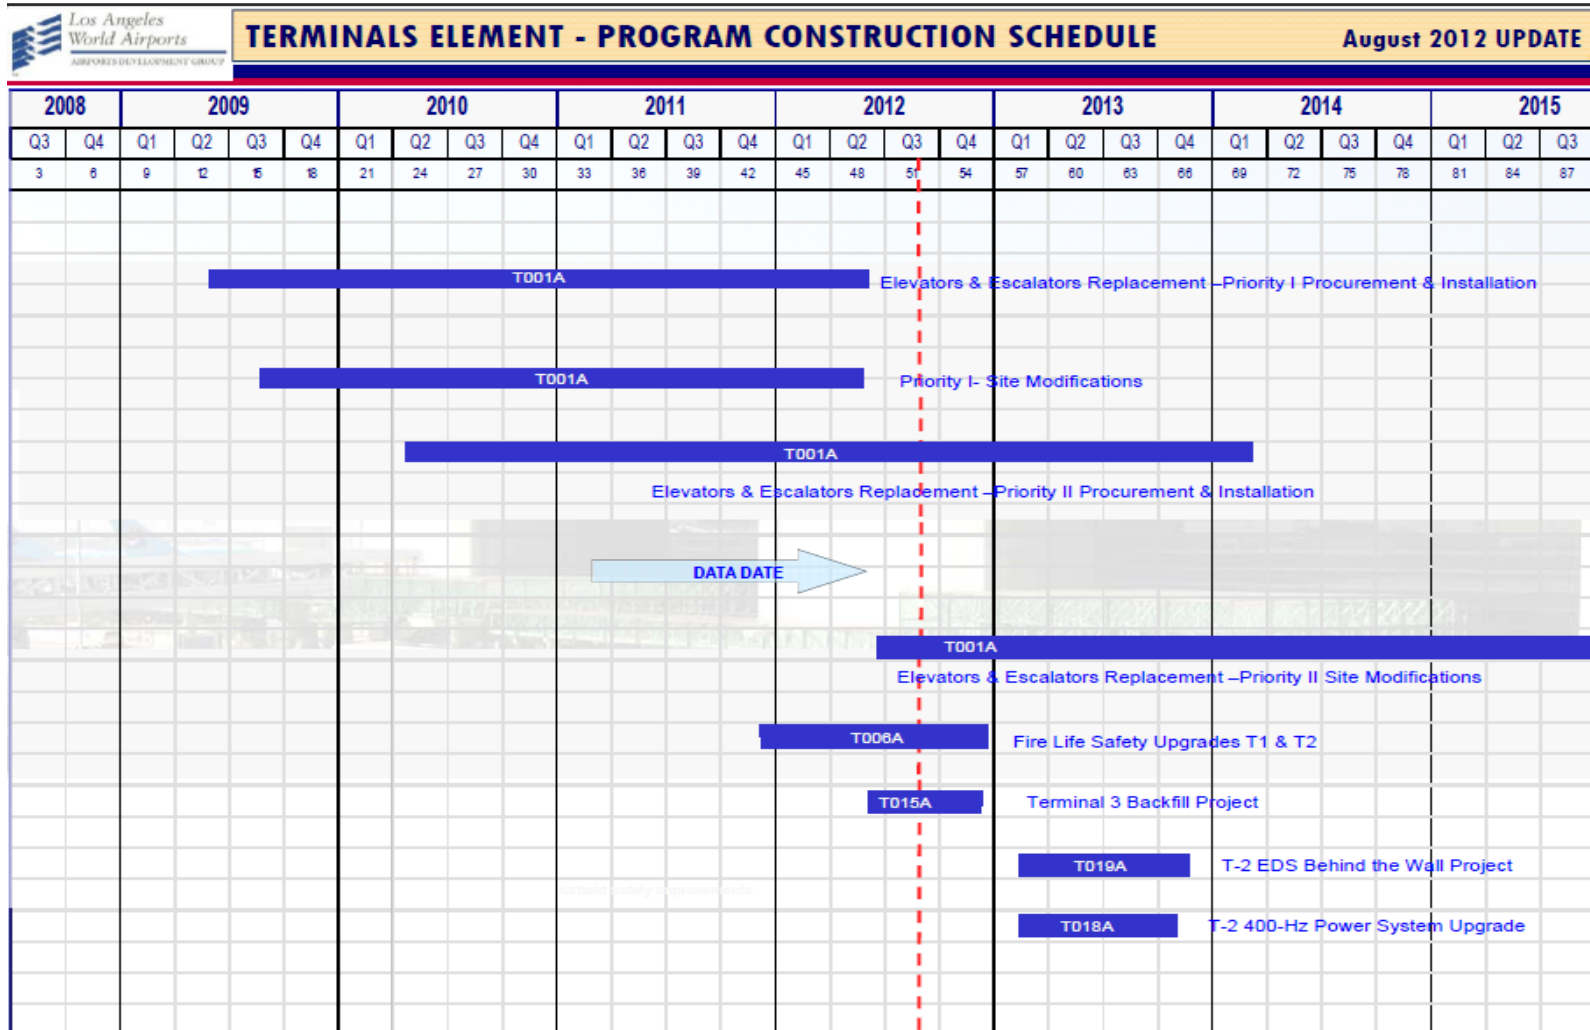 Los Angeles
World Airports
AIRPORTS DEVELOPMENT GROUP
TERMINALS ELEMENT - PROGRAM CONSTRUCTION SCHEDULE
August 2012 UPDATE
2008 2009 2010 2011 2012 2013 2014 2015
Q3 Q4 Q1 Q2 Q3 Q4 Q1 Q2 Q3 Q4 Q1 Q2 Q3 Q4 Q1 Q2 Q3 Q4 Q1 Q2 Q3 Q4 Q1 Q2 Q3 Q4 Q1 Q2 Q3
3 6 9 12 15 18 21 24 27 30 33 36 39 42 45 48 51 54 57 60 63 66 69 72 75 78 81 84 87
T001A
Elevators & Escalators Replacement –Priority I Procurement & Installation
T001A
Priority I- Site Modifications
T001A
Elevators & Escalators Replacement –Priority II Procurement & Installation
DATA DATE
T001A
Elevators & Escalators Replacement –Priority II Site Modifications
T006A
Fire Life Safety Upgrades T1 & T2
T015A
Terminal 3 Backfill Project
T019A
T-2 EDS Behind the Wall Project
Airfield Safety Improvements
T018A
T-2 400-Hz Power System Upgrade